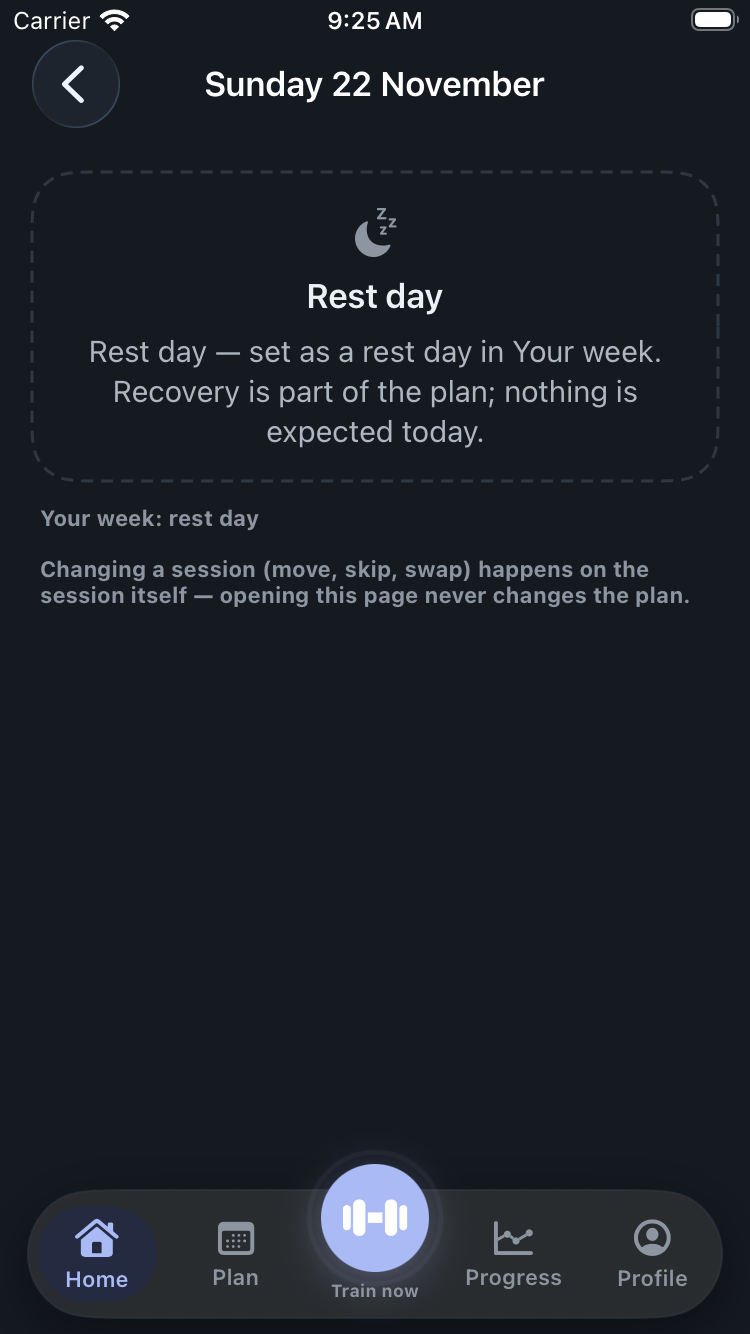 Carrier 9:25 AM
Sunday 22 November
z z z
Rest day
Rest day — set as a rest day in Your week.
Recovery is part of the plan; nothing is
expected today.
Your week: rest day
Changing a session (move, skip, swap) happens on the
session itself — opening this page never changes the plan.
Home Plan Train now Progress Profile